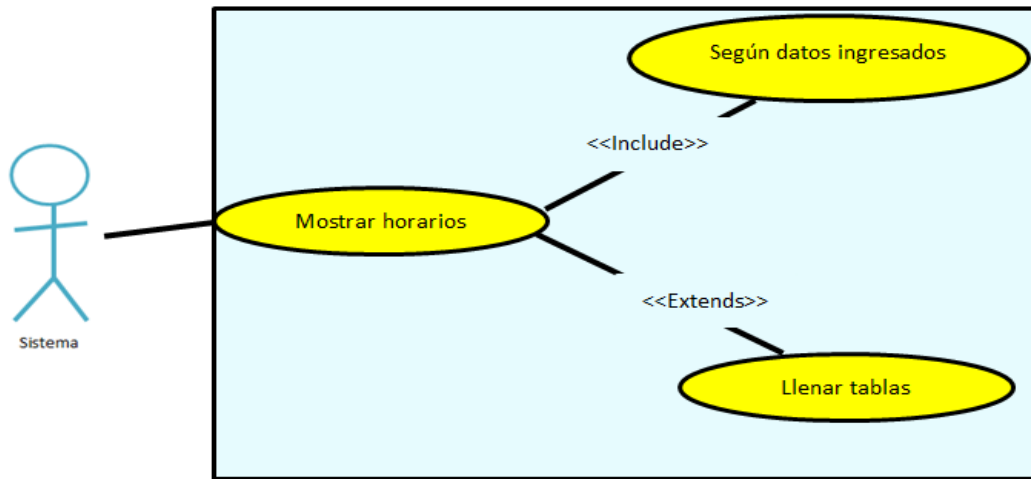 Según datos ingresados
<<Include>>
Mostrar horarios
<<Extends>>
Sistema
Llenar tablas